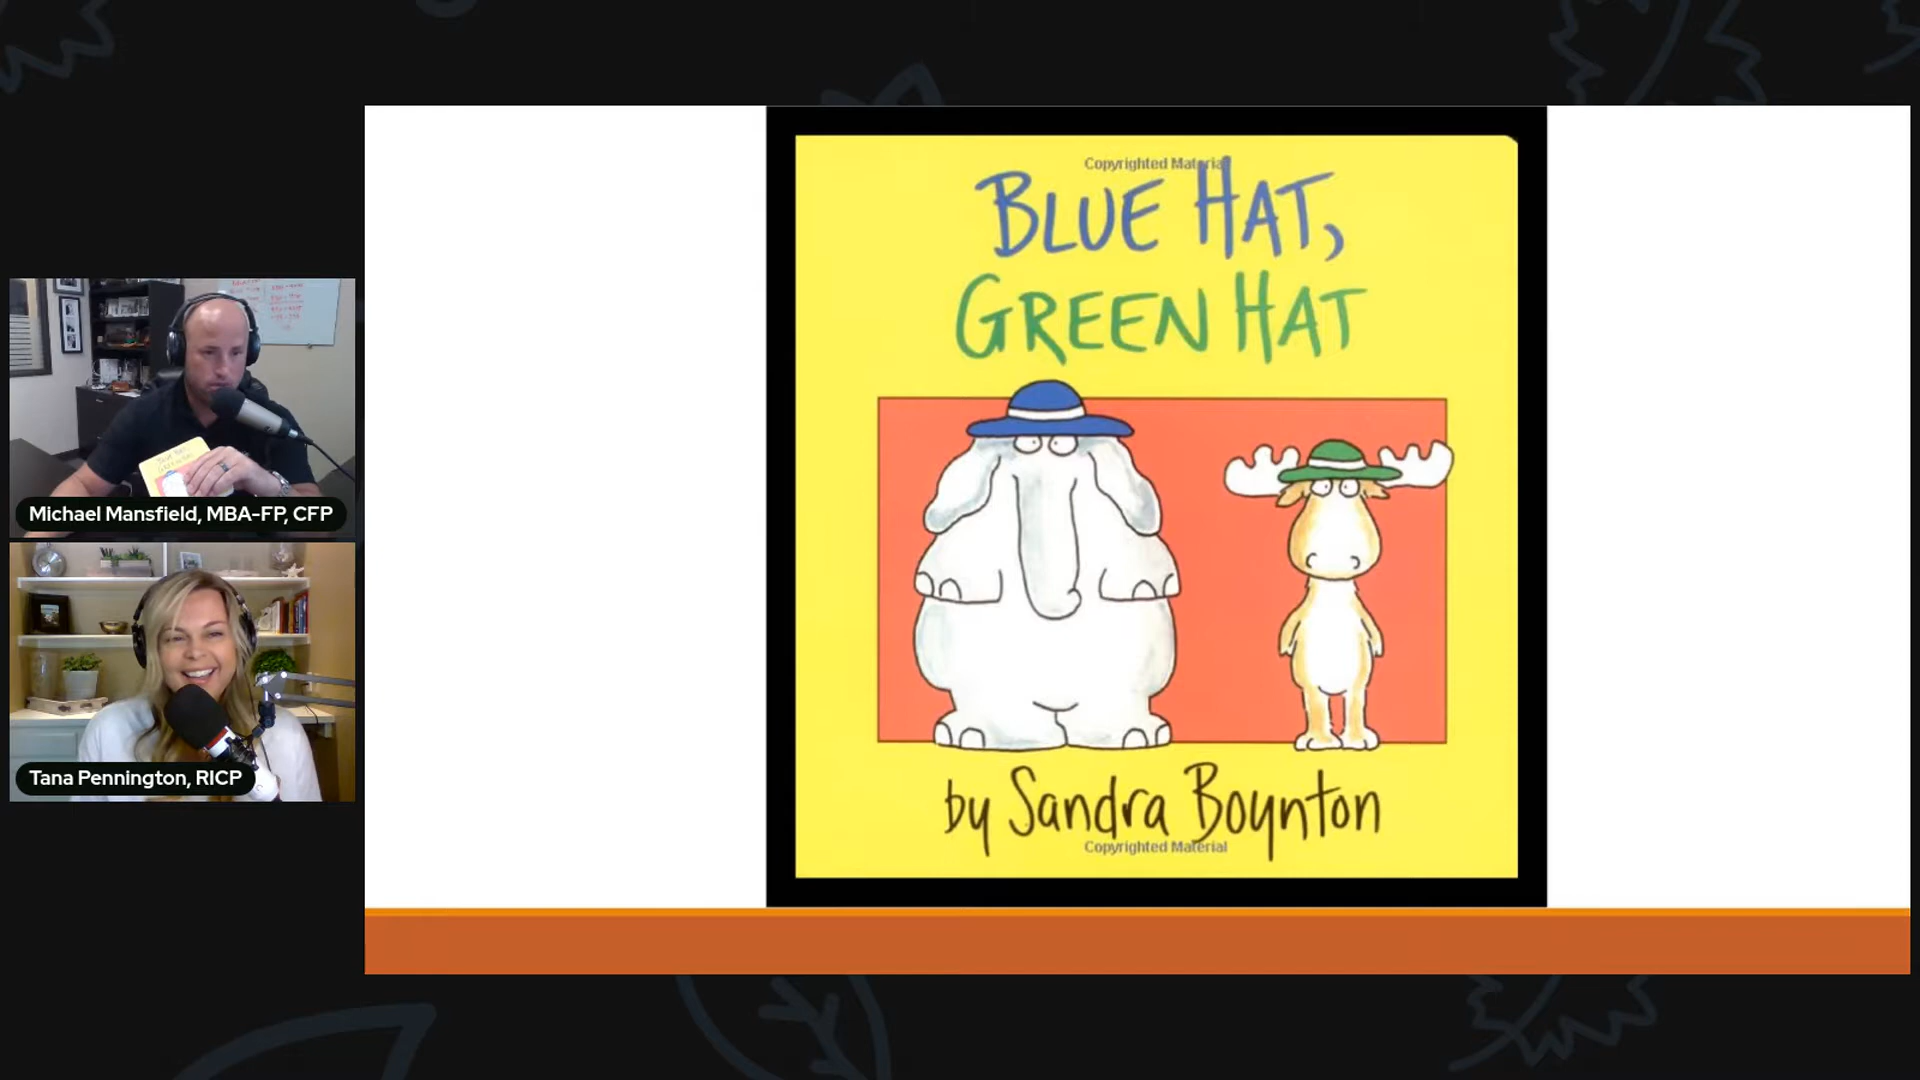 Copyrighted Material
BLUE HAT,
GREEN HAT
by Sandra Boynton
Copyrighted Material
Michael Mansfield, MBA-FP, CFP
Tana Pennington, RICP